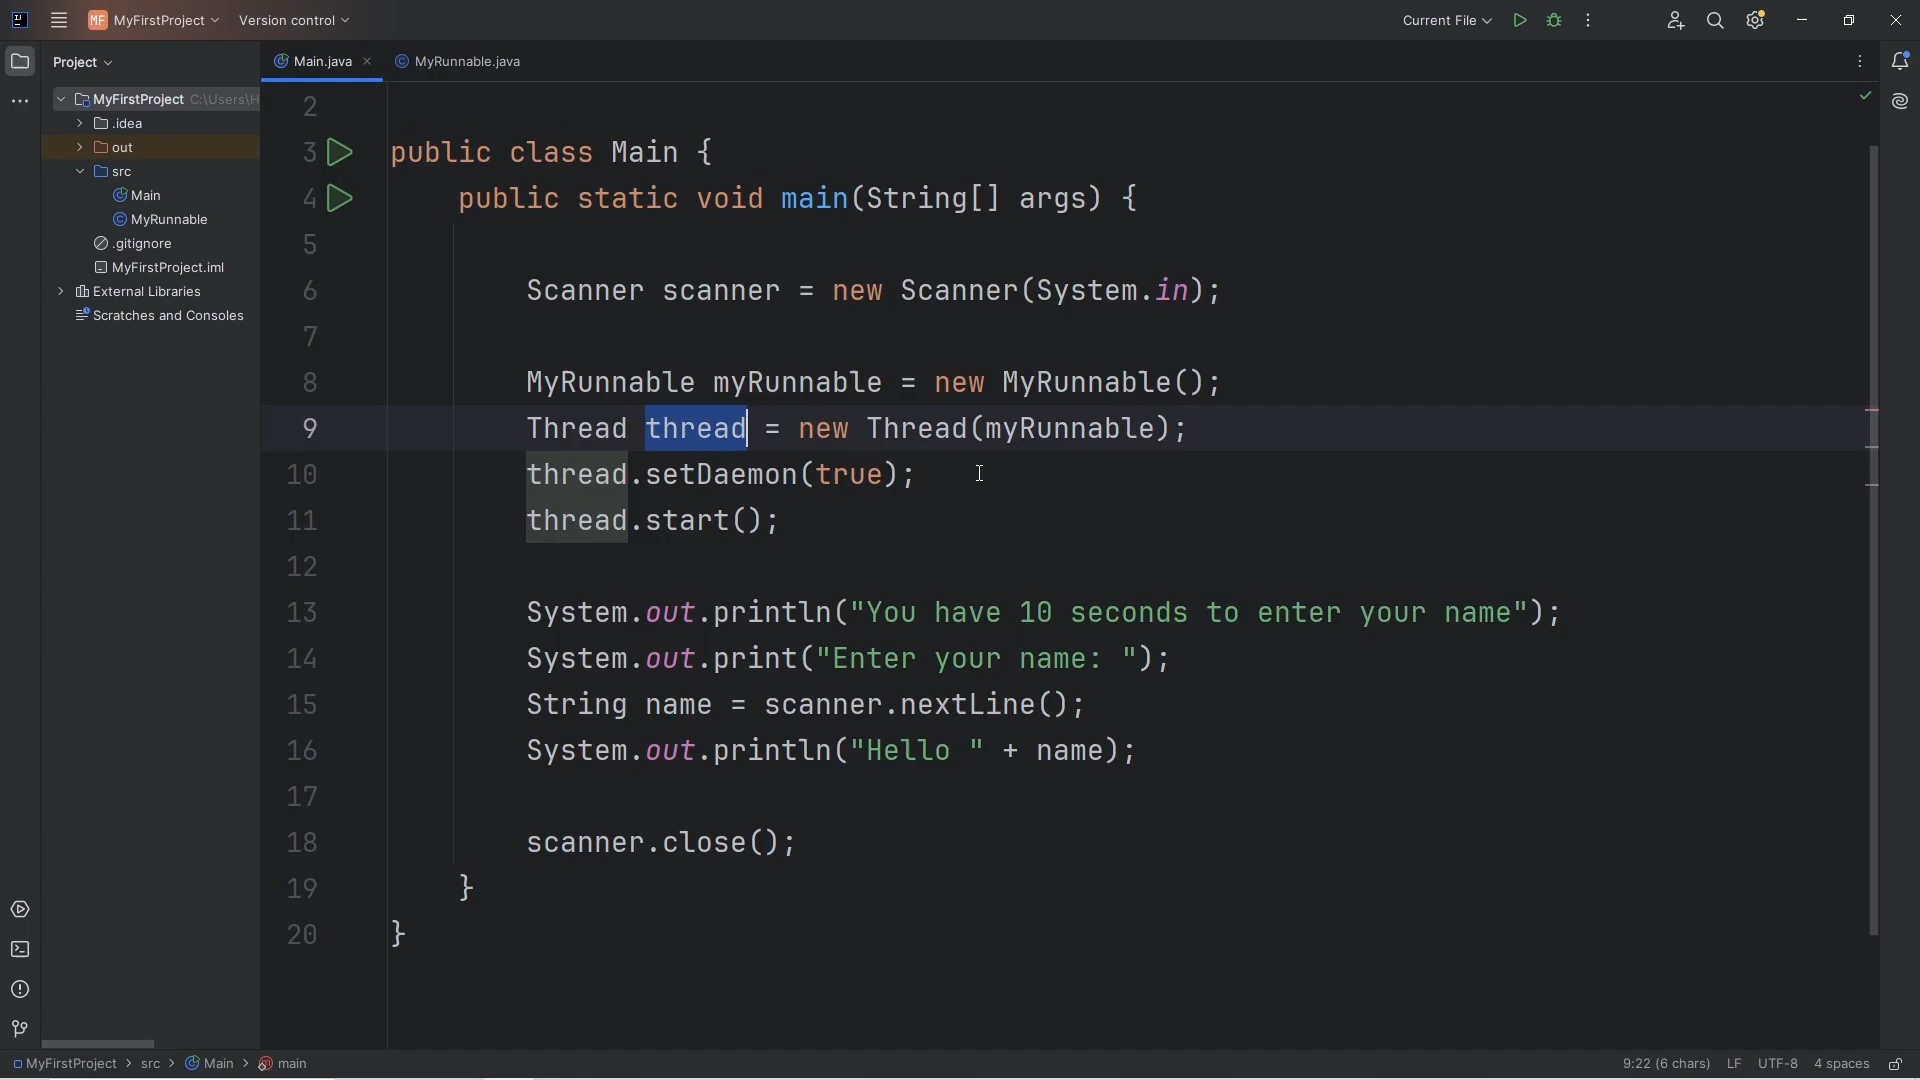 MF MyFirstProject Version control Current File
Project
Main.java MyRunnable.java
MyFirstProject C:\Users\H
.idea
out
src
Main
MyRunnable
.gitignore
MyFirstProject.iml
External Libraries
Scratches and Consoles
2
3 public class Main {
4 public static void main(String[] args) {
5
6 Scanner scanner = new Scanner(System.in);
7
8 MyRunnable myRunnable = new MyRunnable();
9 Thread thread = new Thread(myRunnable);
10 thread.setDaemon(true);
11 thread.start();
12
13 System.out.println("You have 10 seconds to enter your name");
14 System.out.print("Enter your name: ");
15 String name = scanner.nextLine();
16 System.out.println("Hello " + name);
17
18 scanner.close();
19 }
20 }
MyFirstProject > src > Main > main 9:22 (6 chars) LF UTF-8 4 spaces